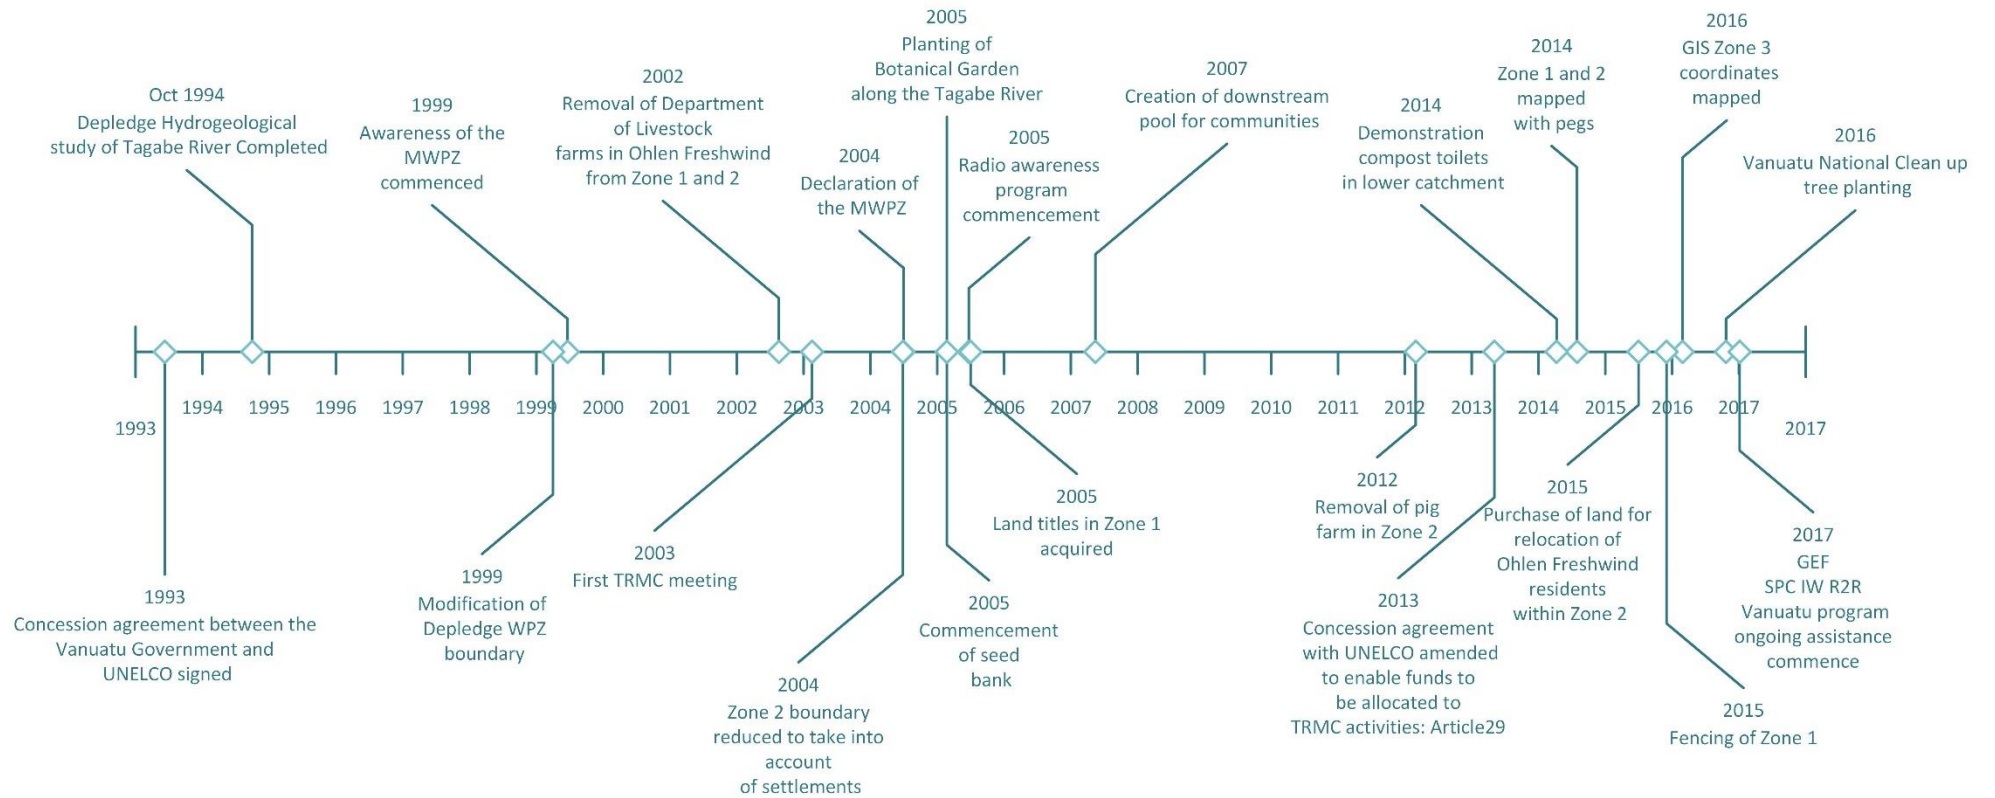 Oct 1994
Depledge Hydrogeological
study of Tagabe River Completed
1999
Awareness of the
MWPZ
commenced
2002
Removal of Department
of Livestock
farms in Ohlen Freshwind
from Zone 1 and 2
2004
Declaration of
the MWPZ
2005
Planting of
Botanical Garden
along the Tagabe River
2005
Radio awareness
program
commencement
2007
Creation of downstream
pool for communities
2014
Demonstration
compost toilets
in lower catchment
2014
Zone 1 and 2
mapped
with pegs
2016
GIS Zone 3
coordinates
mapped
2016
Vanuatu National Clean up
tree planting
1993
1994
1995
1996
1997
1998
1999
2000
2001
2002
2003
2004
2005
2006
2007
2008
2009
2010
2011
2012
2013
2014
2015
2016
2017
2017
1993
Concession agreement between the
Vanuatu Government and
UNELCO signed
1999
Modification of
Depledge WPZ
boundary
2003
First TRMC meeting
2004
Zone 2 boundary
reduced to take into
account
of settlements
2005
Commencement
of seed
bank
2005
Land titles in Zone 1
acquired
2012
Removal of pig
farm in Zone 2
2013
Concession agreement
with UNELCO amended
to enable funds to
be allocated to
TRMC activities: Article29
2015
Purchase of land for
relocation of
Ohlen Freshwind
residents
within Zone 2
2015
Fencing of Zone 1
2017
GEF
SPC IW R2R
Vanuatu program
ongoing assistance
commence